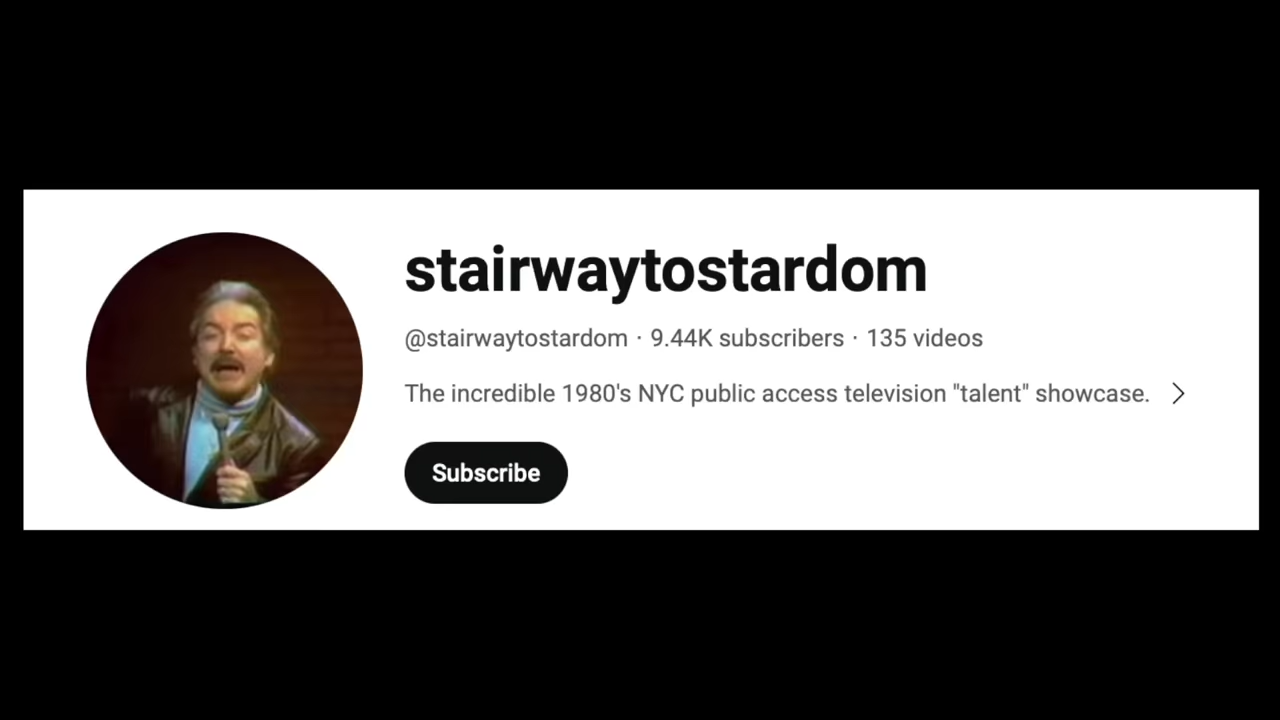 stairwaytostardom
@stairwaytostardom · 9.44K subscribers · 135 videos
The incredible 1980's NYC public access television "talent" showcase.
Subscribe